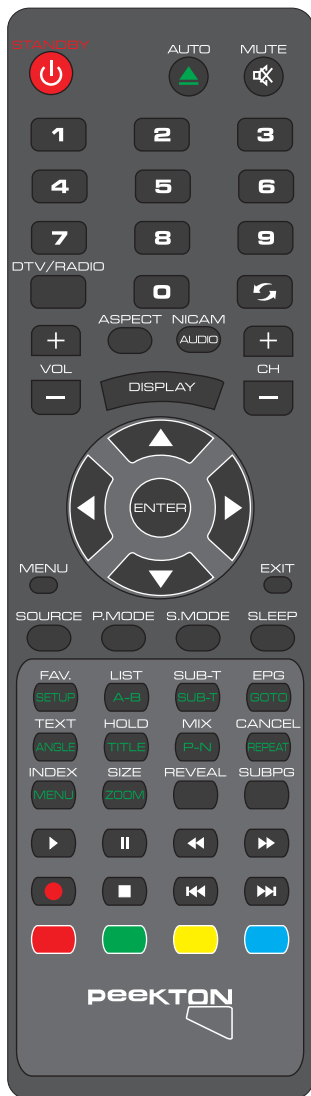 STANDBY
AUTO MUTE
1 2 3
4 5 6
7 8 9
DTV/RADIO
0
ASPECT NICAM
+ AUDIO +
VOL CH
DISPLAY
— —
ENTER
MENU EXIT
SOURCE P.MODE S.MODE SLEEP
FAV. LIST SUB-T EPG
SETUP A-B SUB-T GOTO
TEXT HOLD MIX CANCEL
ANGLE TITLE P-N REPEAT
INDEX SIZE REVEAL SUBPG
MENU ZOOM
PEEKTON